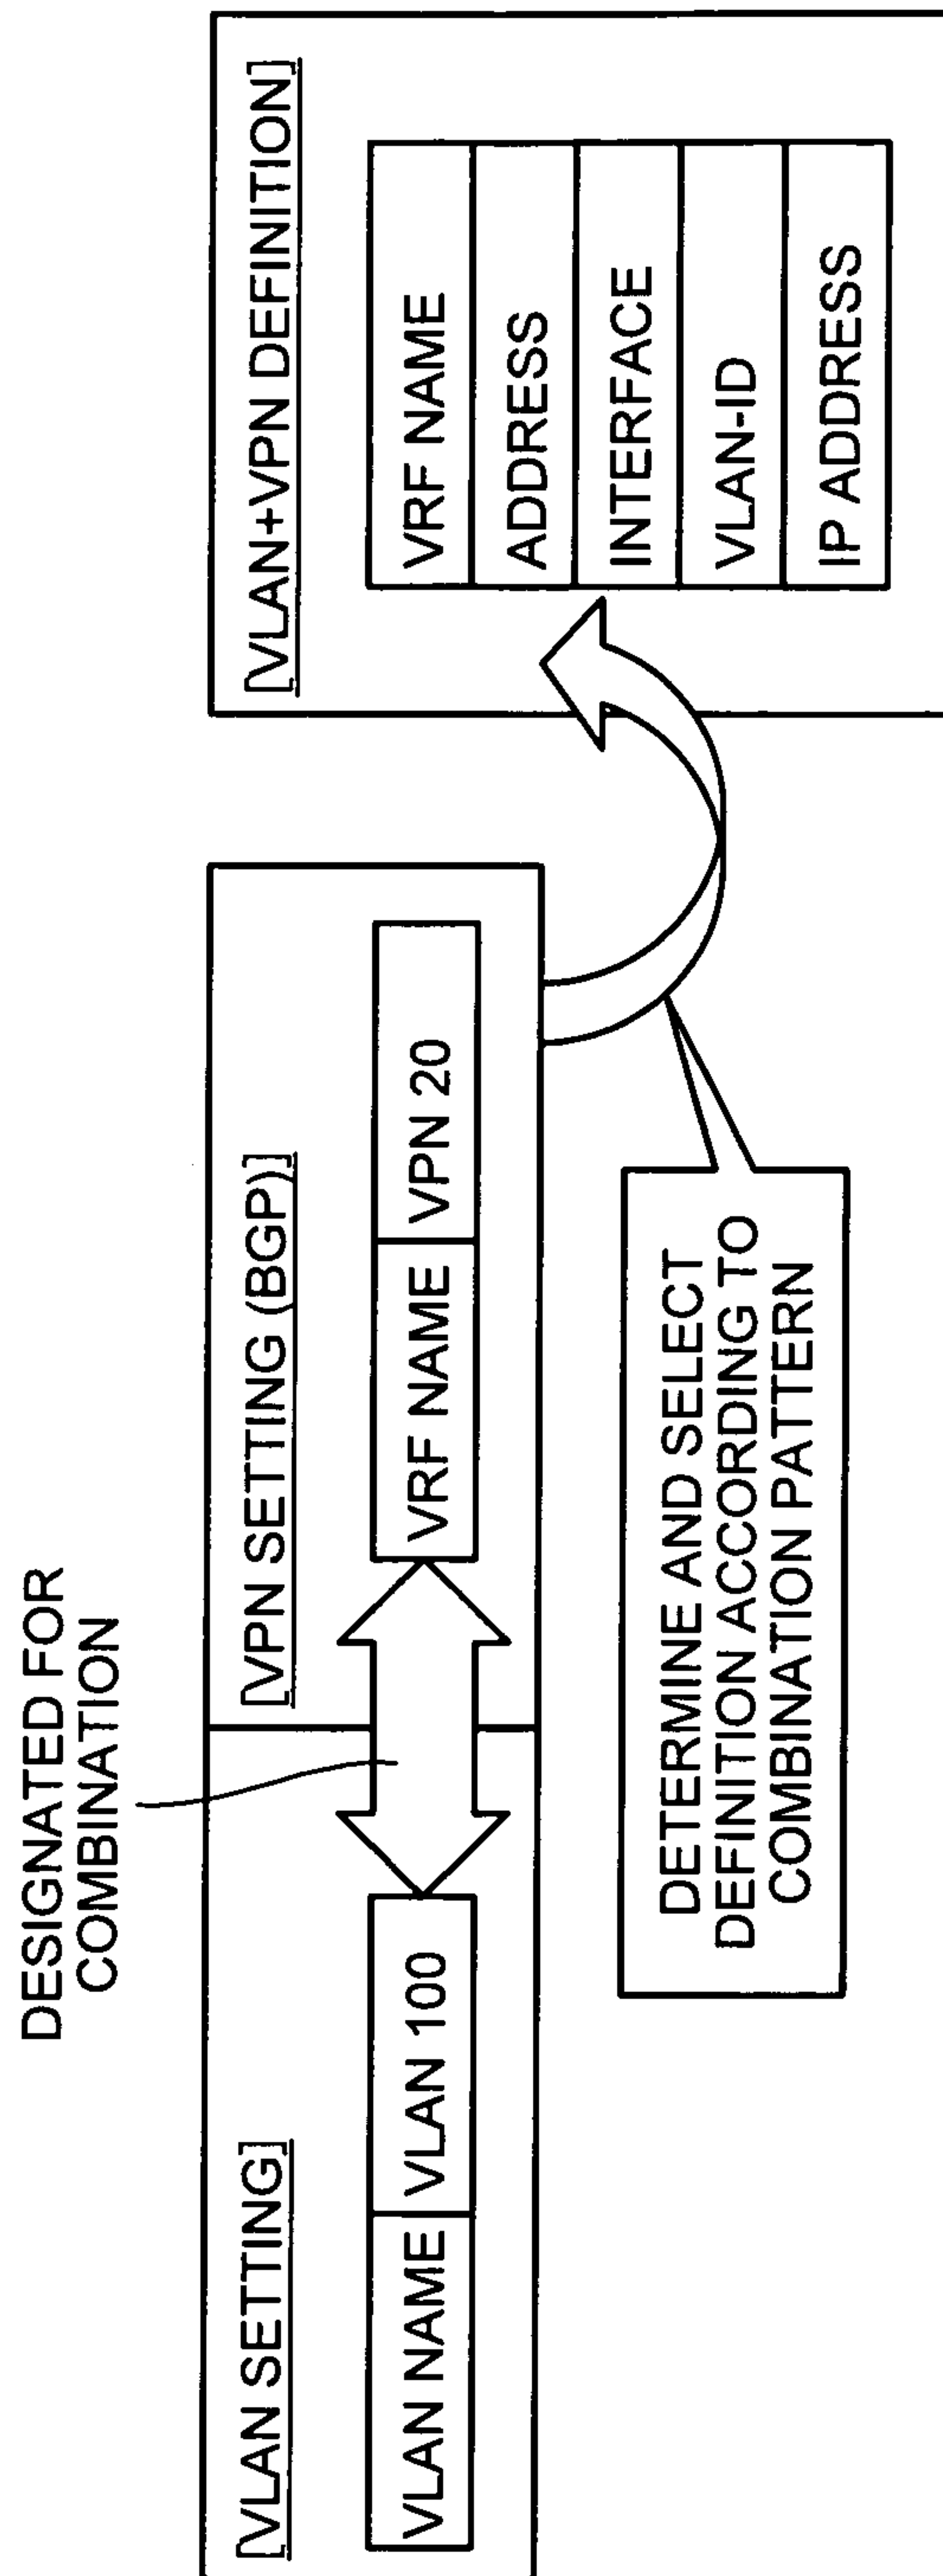 DESIGNATED FOR
COMBINATION
[VLAN SETTING]
VLAN NAME VLAN 100
[VPN SETTING (BGP)]
VRF NAME VPN 20
DETERMINE AND SELECT
DEFINITION ACCORDING TO
COMBINATION PATTERN
[VLAN+VPN DEFINITION]
VRF NAME
ADDRESS
INTERFACE
VLAN-ID
IP ADDRESS